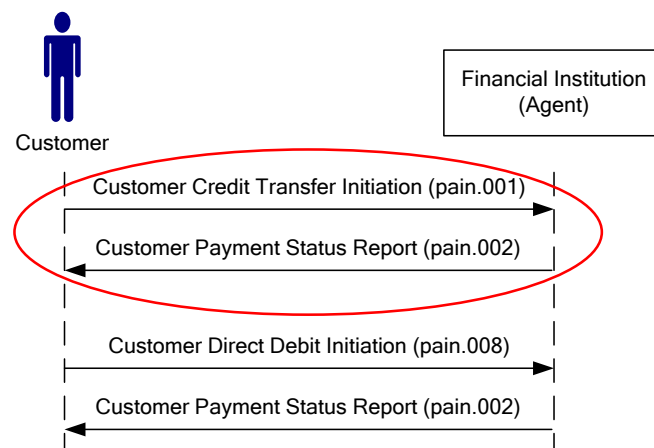 Financial Institution
(Agent)
Customer
Customer Credit Transfer Initiation (pain.001)
Customer Payment Status Report (pain.002)
Customer Direct Debit Initiation (pain.008)
Customer Payment Status Report (pain.002)